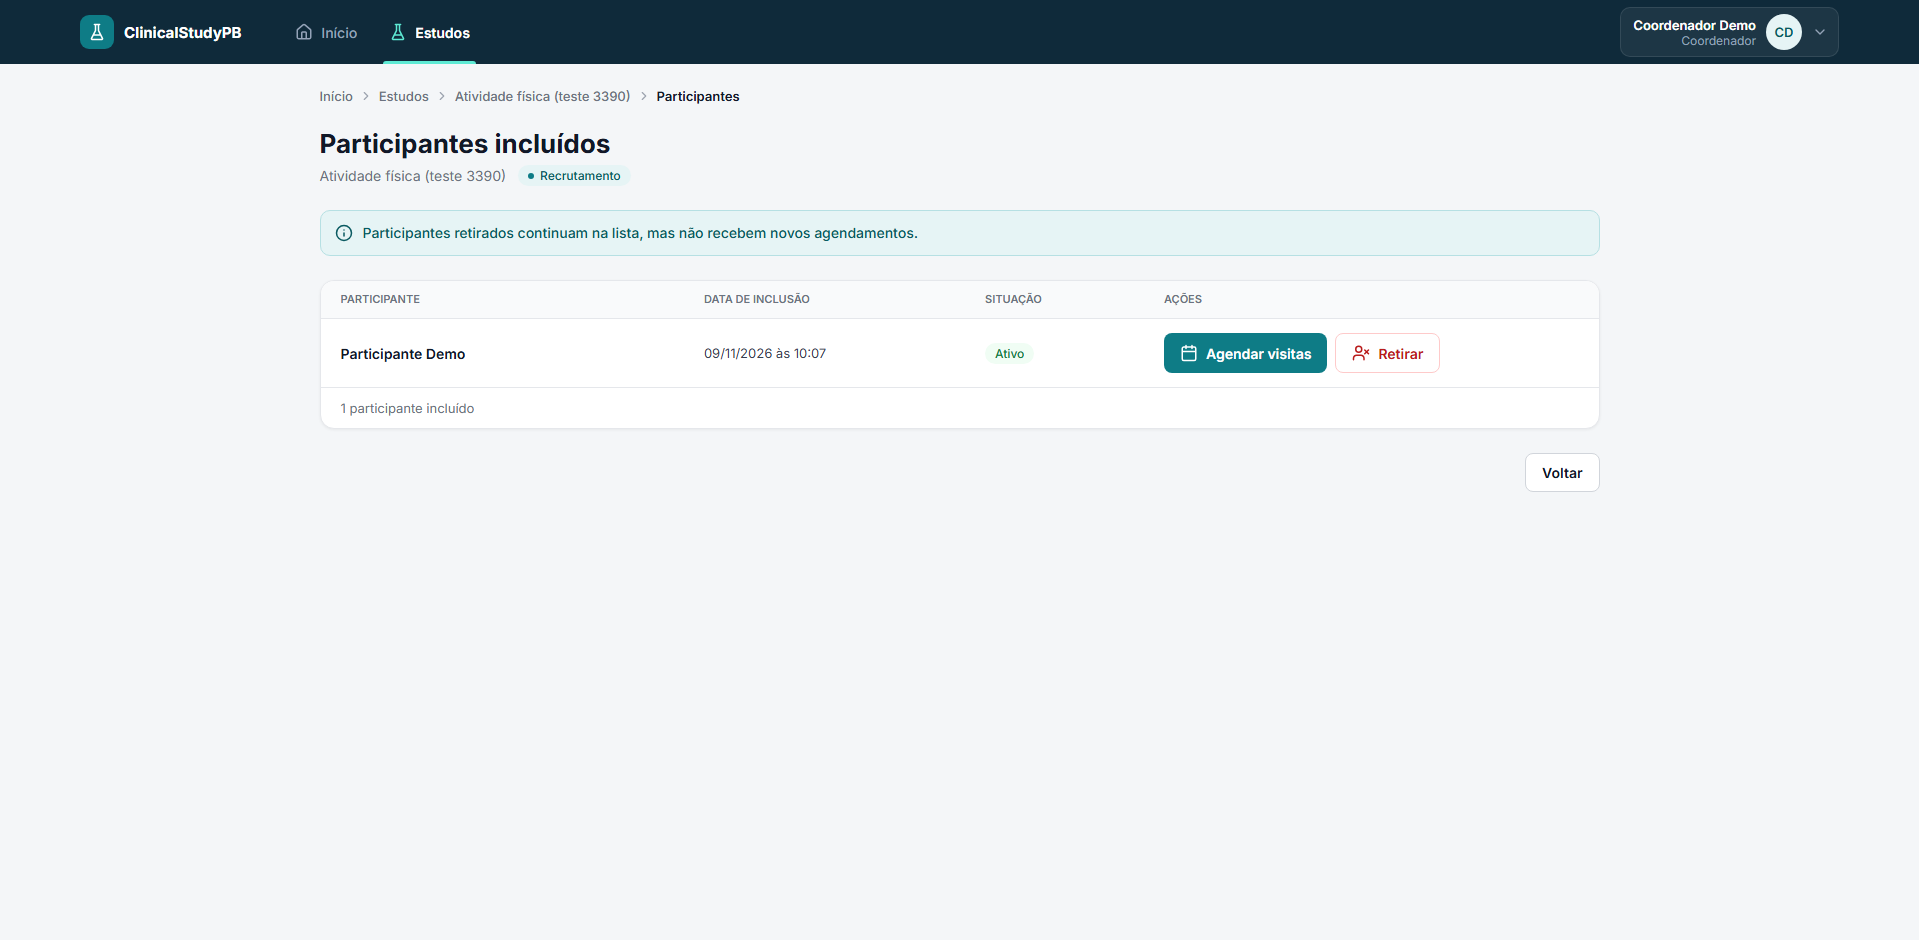 ClinicalStudyPB
Início
Estudos
Coordenador Demo
Coordenador
CD
Início > Estudos > Atividade física (teste 3390) > Participantes
Participantes incluídos
Atividade física (teste 3390)
Recrutamento
Participantes retirados continuam na lista, mas não recebem novos agendamentos.
PARTICIPANTE DATA DE INCLUSÃO SITUAÇÃO AÇÕES
Participante Demo 09/11/2026 às 10:07 Ativo Agendar visitas Retirar
1 participante incluído
Voltar